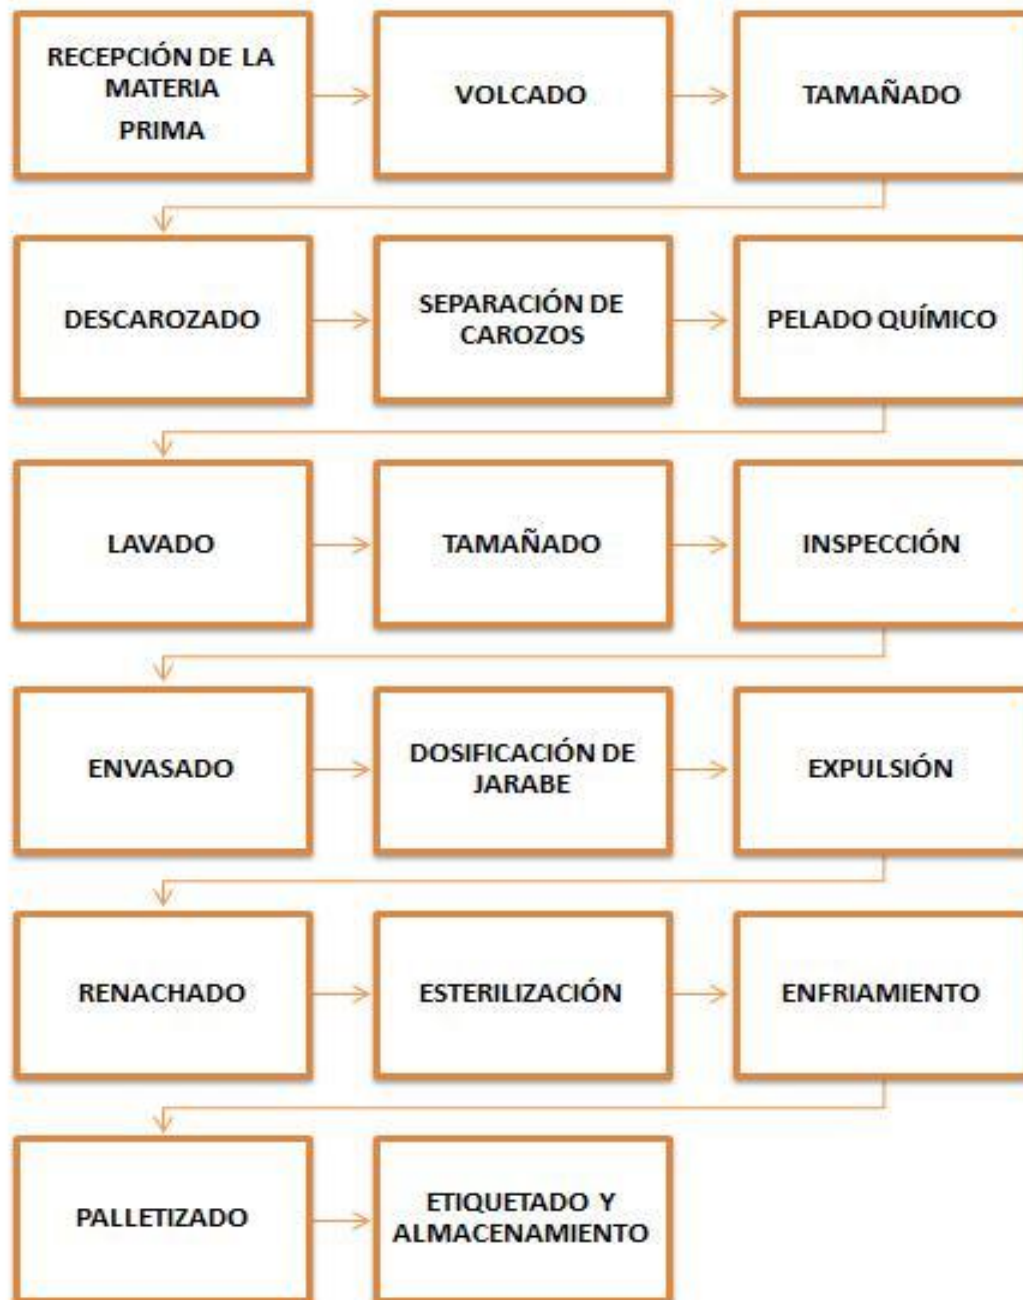 RECEPCIÓN DE LA
MATERIA
PRIMA
VOLCADO
TAMAÑADO
DESCAROZADO
SEPARACIÓN DE
CAROZOS
PELADO QUÍMICO
LAVADO
TAMAÑADO
INSPECCIÓN
ENVASADO
DOSIFICACIÓN DE
JARABE
EXPULSIÓN
RENACHADO
ESTERILIZACIÓN
ENFRIAMIENTO
PALLETIZADO
ETIQUETADO Y
ALMACENAMIENTO